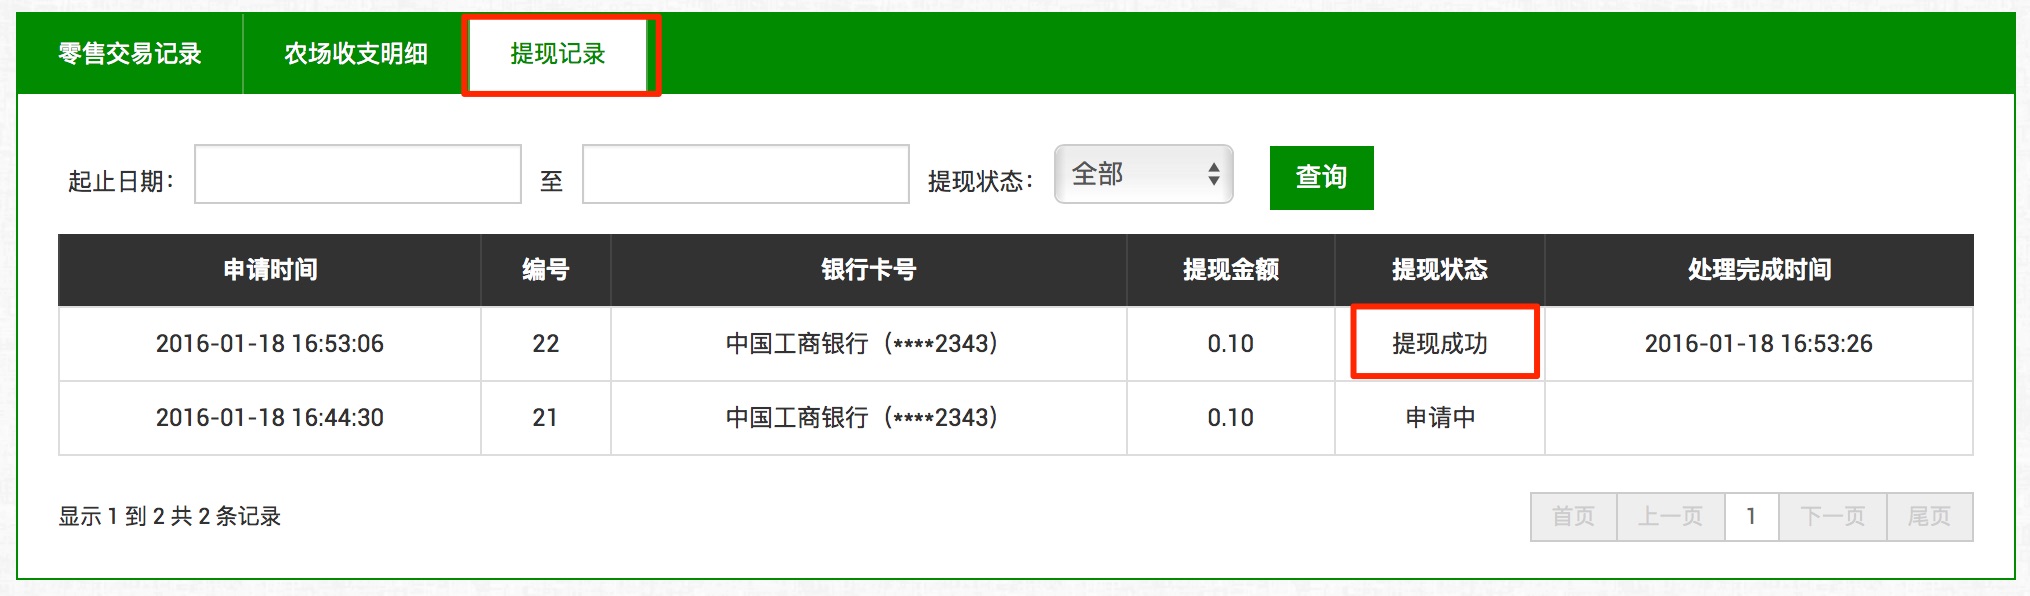 零售交易记录 农场收支明细 提现记录
起止日期： 至 提现状态： 全部 查询
申请时间 编号 银行卡号 提现金额 提现状态 处理完成时间
2016-01-18 16:53:06 22 中国工商银行（****2343） 0.10 提现成功 2016-01-18 16:53:26
2016-01-18 16:44:30 21 中国工商银行（****2343） 0.10 申请中
显示 1 到 2 共 2 条记录 首页 上一页 1 下一页 尾页